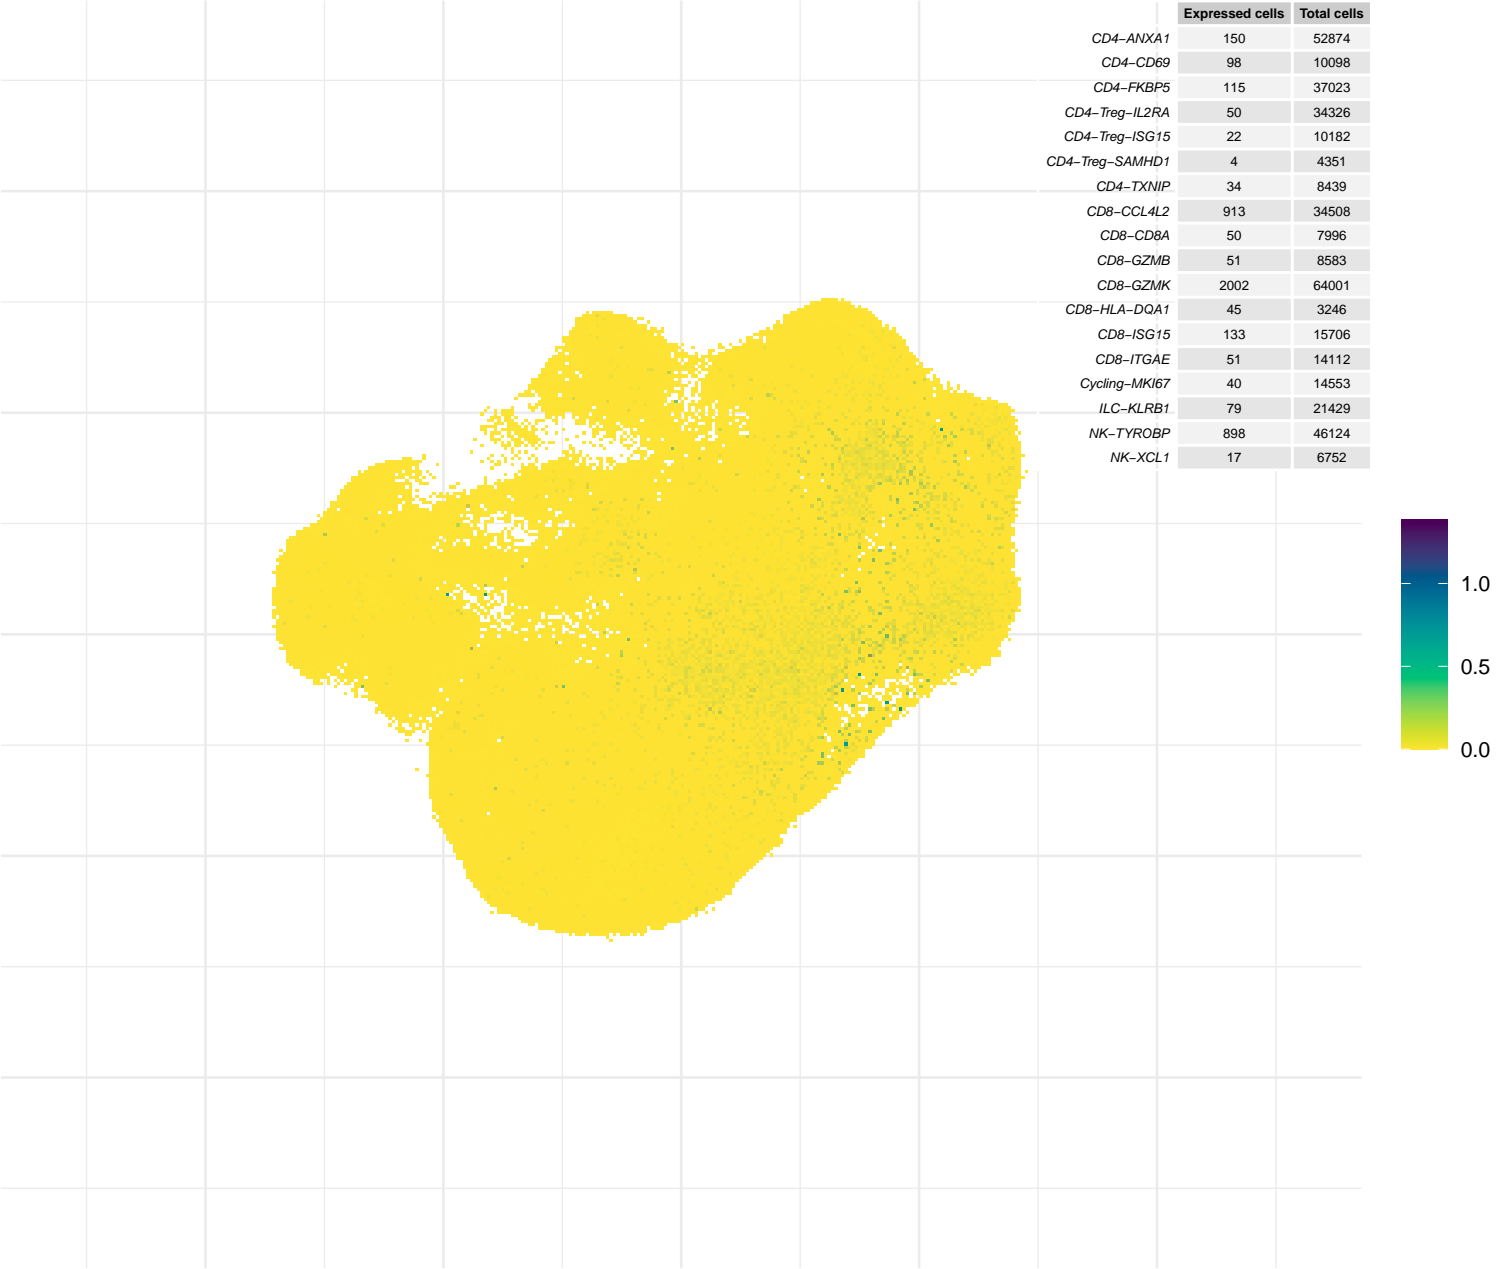 Expressed cells Total cells
CD4−ANXA1 150 52874
CD4−CD69 98 10098
CD4−FKBP5 115 37023
CD4−Treg−IL2RA 50 34326
CD4−Treg−ISG15 22 10182
CD4−Treg−SAMHD1 4 4351
CD4−TXNIP 34 8439
CD8−CCL4L2 913 34508
CD8−CD8A 50 7996
CD8−GZMB 51 8583
CD8−GZMK 2002 64001
CD8−HLA−DQA1 45 3246
CD8−ISG15 133 15706
CD8−ITGAE 51 14112
Cycling−MKI67 40 14553
ILC−KLRB1 79 21429
NK−TYROBP 898 46124
NK−XCL1 17 6752
1.0
0.5
0.0